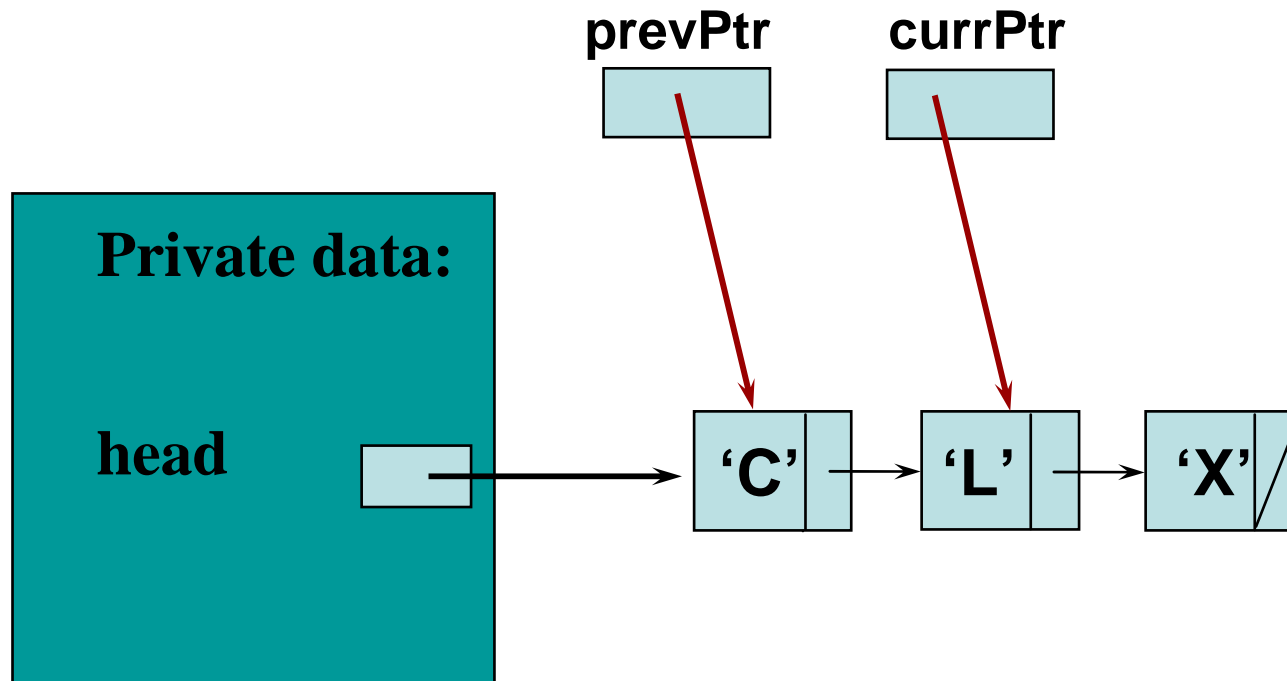 prevPtr currPtr
Private data:
head
‘C’ ‘L’ ‘X’